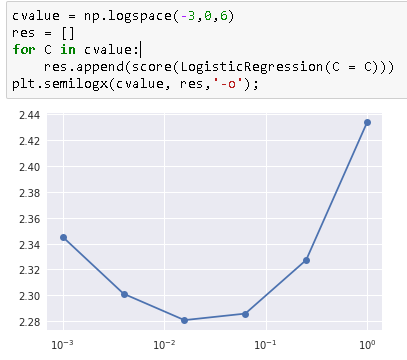 cvalue = np.logspace(-3,0,6)
res = []
for C in cvalue:
    res.append(score(LogisticRegression(C = C)))
plt.semilogx(cvalue, res,'-o');
2.44
2.42
2.40
2.38
2.36
2.34
2.32
2.30
2.28
10⁻³ 10⁻² 10⁻¹ 10⁰